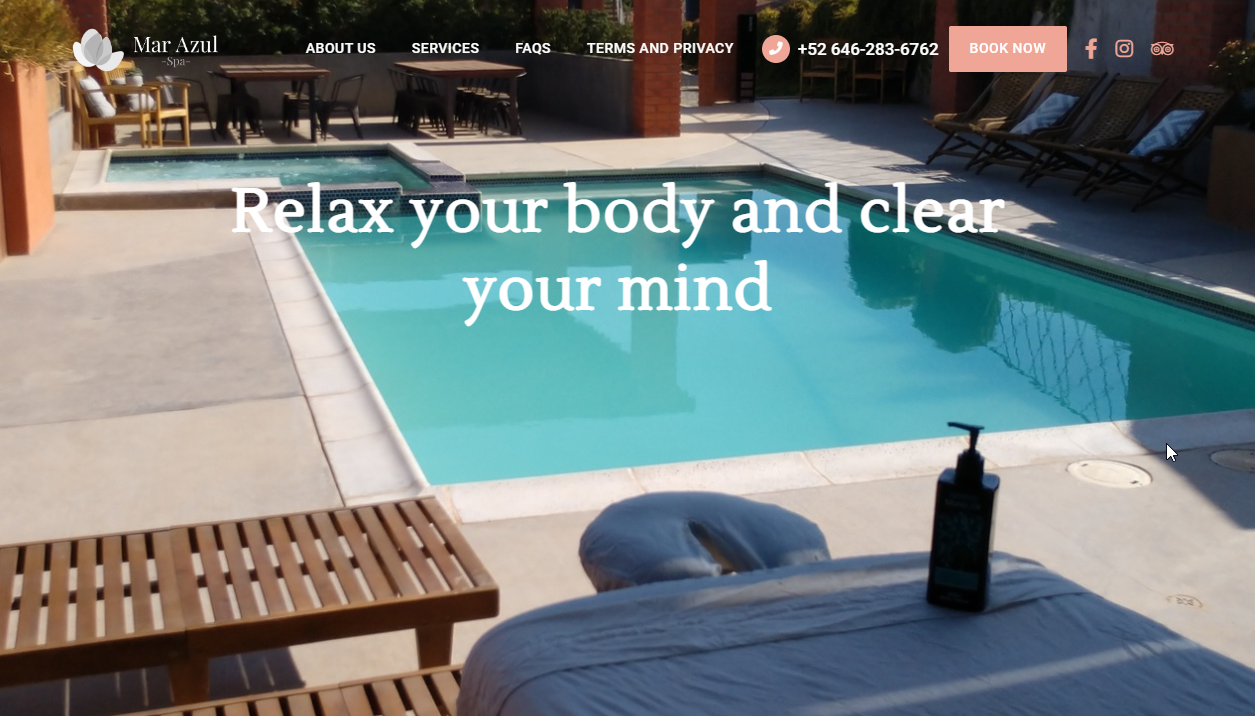 Mar Azul
-Spa-
ABOUT US
SERVICES
FAQS
TERMS AND PRIVACY
+52 646-283-6762
BOOK NOW
Relax your body and clear
your mind